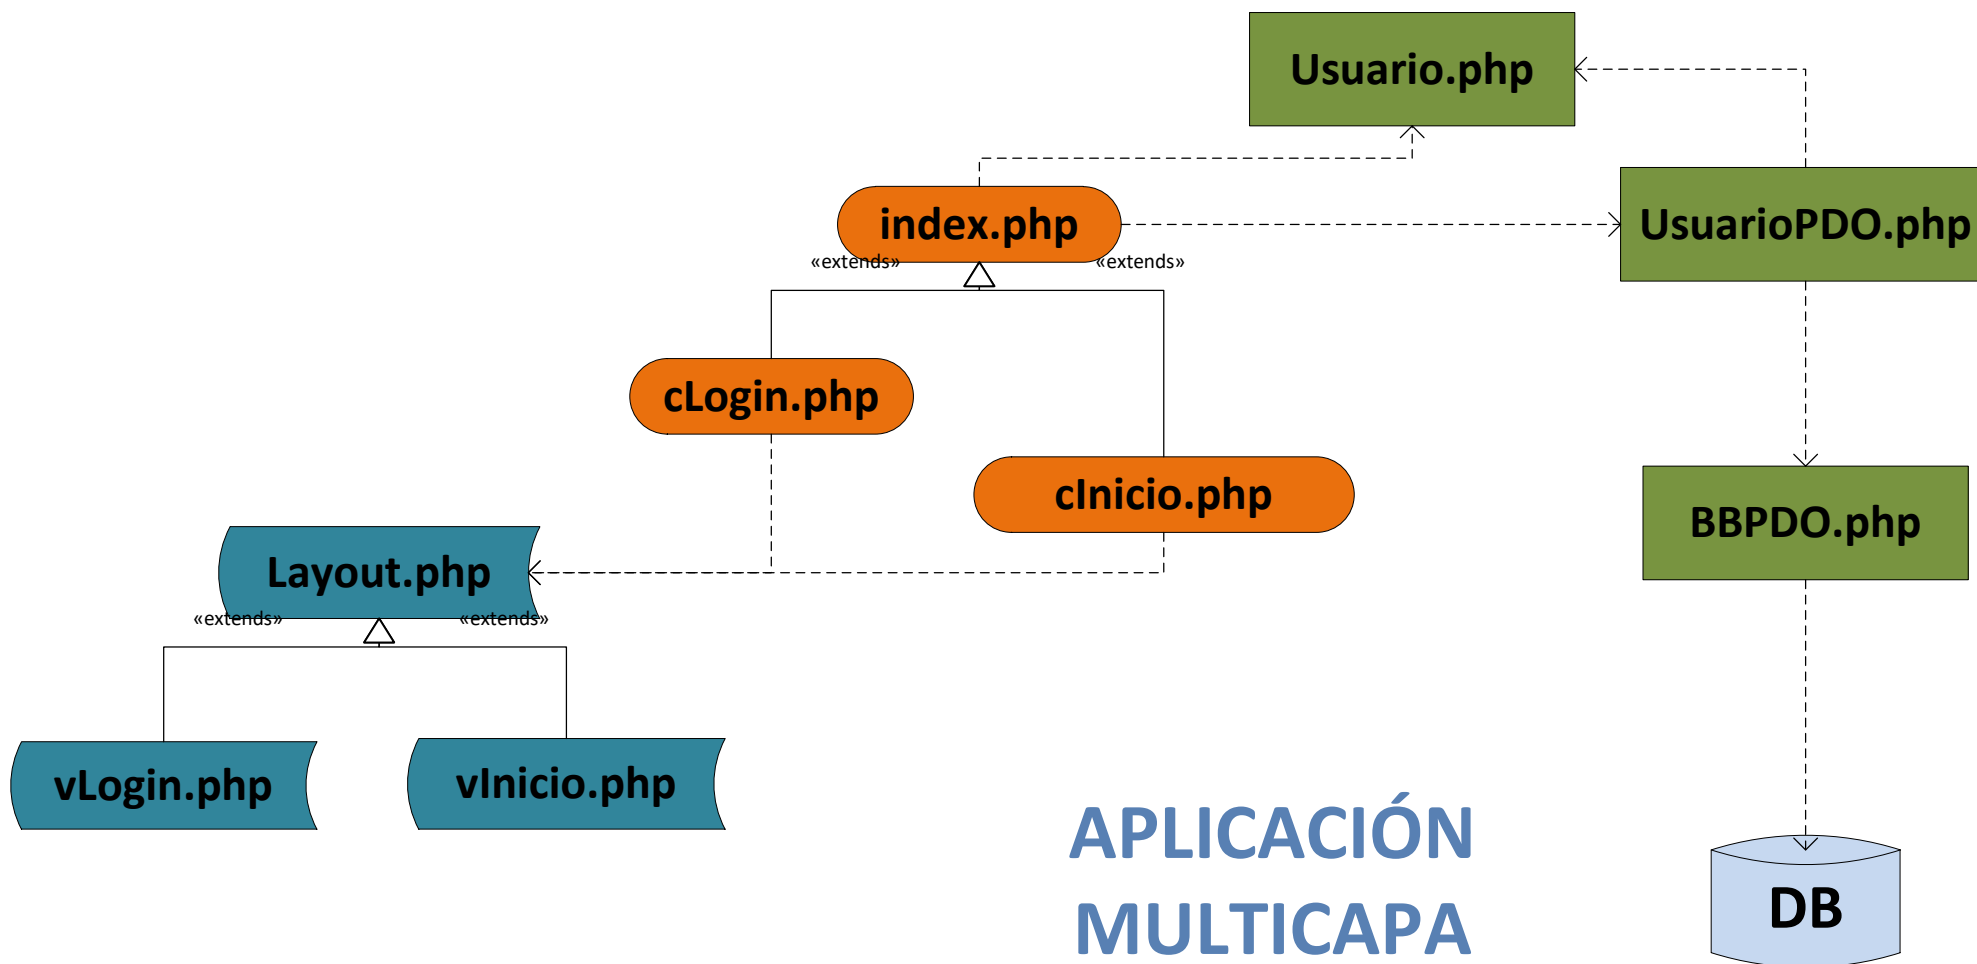 Usuario.php
index.php
UsuarioPDO.php
«extends»
«extends»
cLogin.php
cInicio.php
BBPDO.php
Layout.php
«extends»
«extends»
vLogin.php
vInicio.php
APLICACIÓN
MULTICAPA
DB